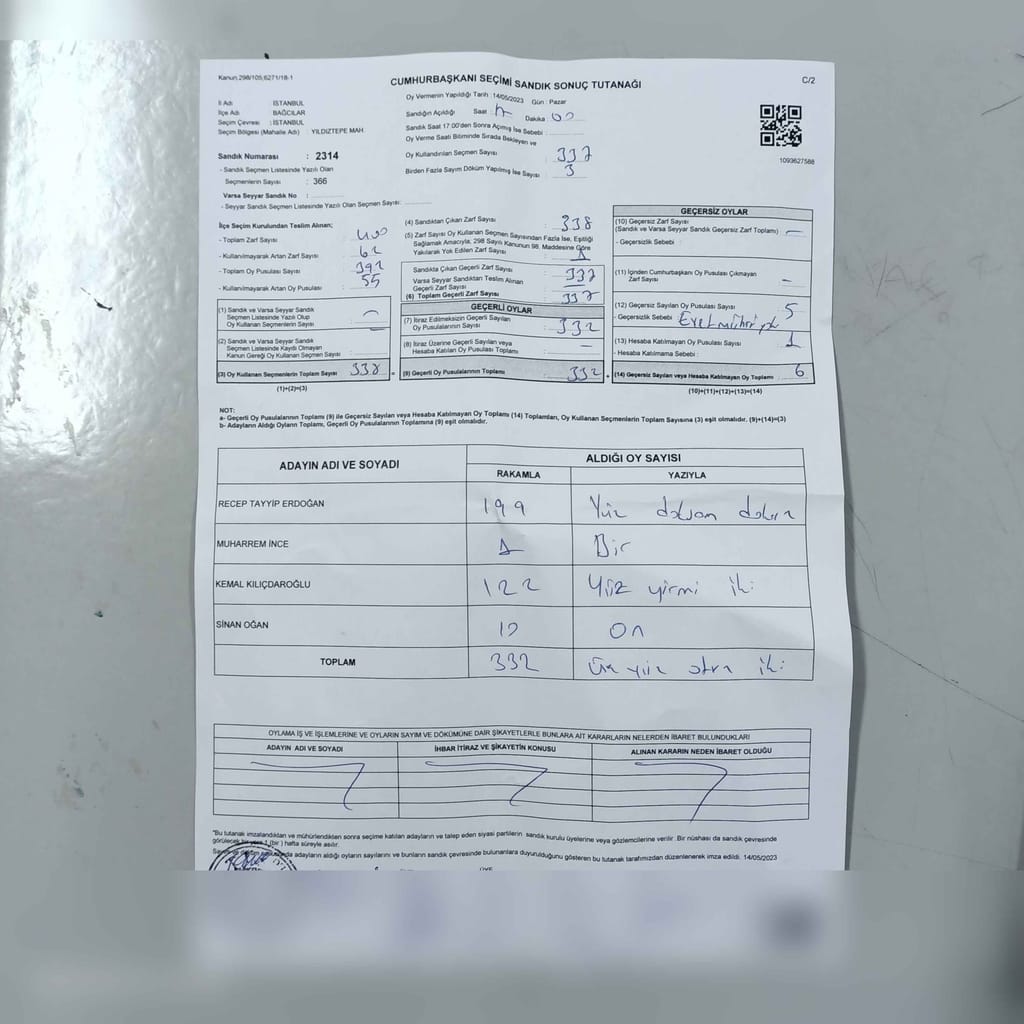 Kanun 298/105,6271/18-1
CUMHURBAŞKANI SEÇİMİ SANDIK SONUÇ TUTANAĞI
C/2
İl Adı : İSTANBUL
İlçe Adı : BAĞCILAR
Seçim Çevresi : İSTANBUL
Seçim Bölgesi (Mahalle Adı) YILDIZTEPE MAH.
Sandık Numarası : 2314
- Sandık Seçmen Listesinde Yazılı Olan
Seçmenlerin Sayısı : 366
Varsa Seyyar Sandık No :
- Seyyar Sandık Seçmen Listesinde Yazılı Olan Seçmen Sayısı:
Oy Vermenin Yapıldığı Tarih : 14/05/2023 Gün : Pazar
Sandığın Açıldığı Saat 17 Dakika 00
Sandık Saat 17:00'den Sonra Açılmış İse Sebebi :
Oy Verme Saati Bitiminde Sırada Bekleyen ve
Oy Kullandırılan Seçmen Sayısı : 337
Birden Fazla Sayım Döküm Yapılmış İse Sayısı : 3
1093627588
İlçe Seçim Kurulundan Teslim Alınan;
- Toplam Zarf Sayısı : 400
- Kullanılmayarak Artan Zarf Sayısı : 62
- Toplam Oy Pusulası Sayısı : 392
- Kullanılmayarak Artan Oy Pusulası : 55
(4) Sandıktan Çıkan Zarf Sayısı : 338
(5) Zarf Sayısı Oy Kullanan Seçmen Sayısından Fazla İse, Eşitliği
Sağlamak Amacıyla; 298 Sayılı Kanunun 98. Maddesine Göre
Yakılarak Yok Edilen Zarf Sayısı : 1
Sandıkta Çıkan Geçerli Zarf Sayısı : 337
Varsa Seyyar Sandıktan Teslim Alınan
Geçerli Zarf Sayısı : —
(6) Toplam Geçerli Zarf Sayısı : 337
GEÇERSİZ OYLAR
(10) Geçersiz Zarf Sayısı
(Sandık ve Varsa Seyyar Sandık Geçersiz Zarf Toplamı) : —
- Geçersizlik Sebebi :
(11) İçinden Cumhurbaşkanı Oy Pusulası Çıkmayan
Zarf Sayısı : —
(12) Geçersiz Sayılan Oy Pusulası Sayısı : 5
- Geçersizlik Sebebi : Evet mühri
(13) Hesaba Katılmayan Oy Pusulası Sayısı : 1
- Hesaba Katılmama Sebebi :
(14) Geçersiz Sayılan veya Hesaba Katılmayan Oy Toplamı : 6
(10)+(11)+(12)+(13)=(14)
(1) Sandık ve Varsa Seyyar Sandık
Seçmen Listesinde Yazılı Olup
Oy Kullanan Seçmenlerin Sayısı : —
(2) Sandık ve Varsa Seyyar Sandık
Seçmen Listesinde Kayıtlı Olmayan
Kanun Gereği Oy Kullanan Seçmen Sayısı :
(3) Oy Kullanan Seçmenlerin Toplam Sayısı : 338 =
(1)+(2)=(3)
GEÇERLİ OYLAR
(7) İtiraz Edilmeksizin Geçerli Sayılan
Oy Pusulalarının Sayısı : 332
(8) İtiraz Üzerine Geçerli Sayılan veya
Hesaba Katılan Oy Pusulası Toplamı : —
(9) Geçerli Oy Pusulalarının Toplamı : 332 +
NOT:
a- Geçerli Oy Pusulalarının Toplamı (9) ile Geçersiz Sayılan veya Hesaba Katılmayan Oy Toplamı (14) Toplamları, Oy Kullanan Seçmenlerin Toplam Sayısına (3) eşit olmalıdır. (9)+(14)=(3)
b- Adayların Aldığı Oyların Toplamı, Geçerli Oy Pusulalarının Toplamına (9) eşit olmalıdır.
ADAYIN ADI VE SOYADI
ALDIĞI OY SAYISI
RAKAMLA YAZIYLA
RECEP TAYYİP ERDOĞAN 199 Yüz doksan dokuz
MUHARREM İNCE 1 Bir
KEMAL KILIÇDAROĞLU 122 Yüz yirmi iki
SİNAN OĞAN 10 On
TOPLAM 332 Üç yüz otuz iki
OYLAMA İŞ VE İŞLEMLERİNE VE OYLARIN SAYIM VE DÖKÜMÜNE DAİR ŞİKAYETLERLE BUNLARA AİT KARARLARIN NELERDEN İBARET BULUNDUKLARI
ADAYIN ADI VE SOYADI İHBAR İTİRAZ VE ŞİKAYETİN KONUSU ALINAN KARARIN NEDEN İBARET OLDUĞU
"Bu tutanak imzalandıktan ve mühürlendikten sonra seçime katılan adayların ve talep eden siyasi partilerin sandık kurulu üyelerine veya gözlemcilerine verilir. Bir nüshası da sandık çevresinde
görülecek bir yere 1 (bir) hafta süreyle asılır.
adayların aldığı oyların sayılarını ve bunların sandık çevresinde bulunanlara duyurulduğunu gösteren bu tutanak tarafımızdan düzenlenerek imza edildi. 14/05/2023